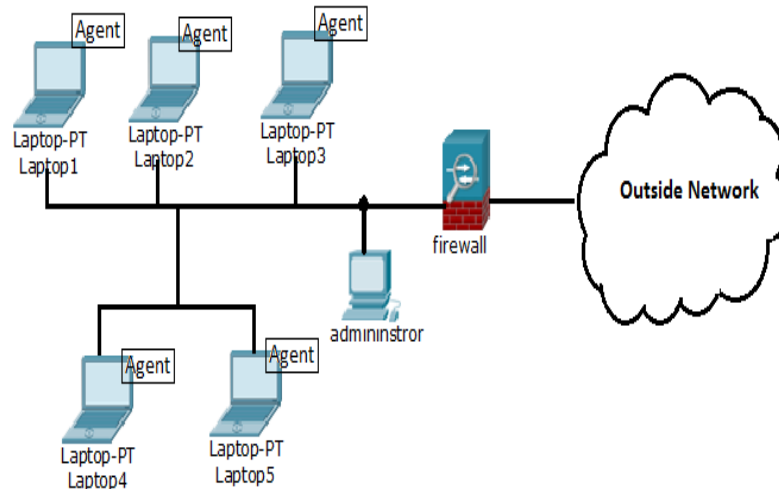 Agent
Agent
Agent
Laptop-PT
Laptop1
Laptop-PT
Laptop2
Laptop-PT
Laptop3
Outside Network
firewall
admininstror
Agent
Agent
Laptop-PT
Laptop4
Laptop-PT
Laptop5